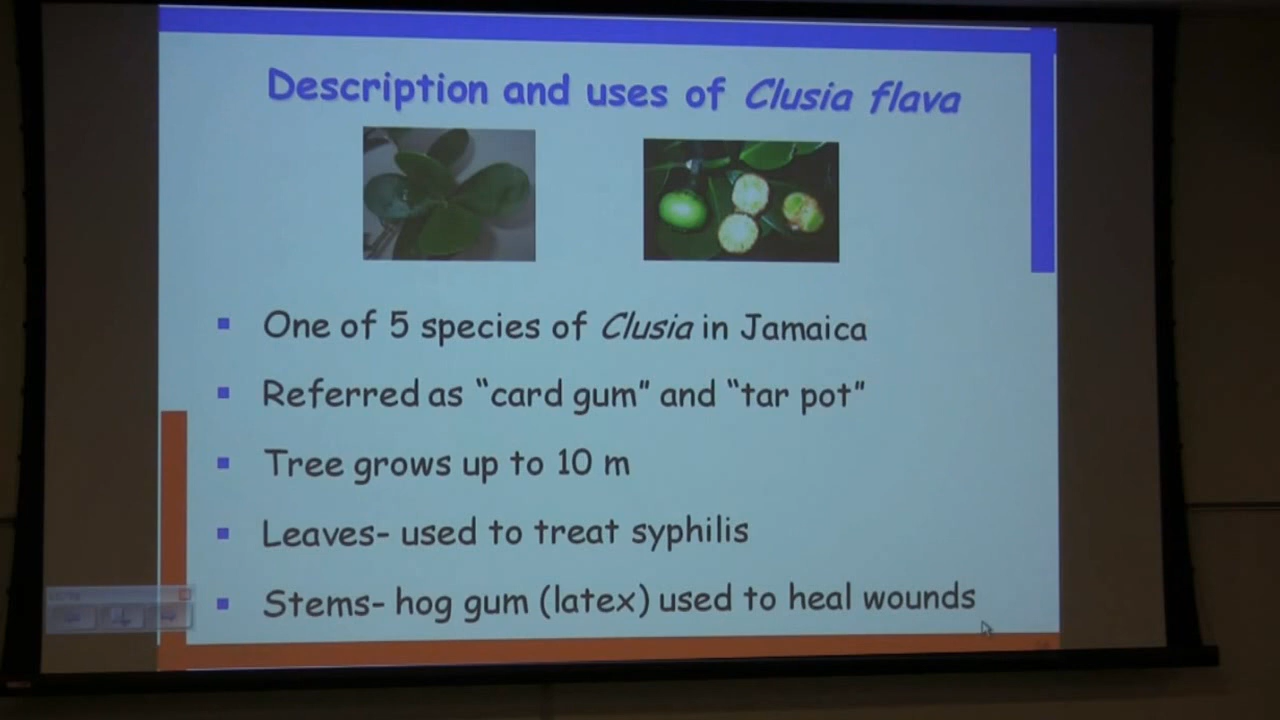 Description and uses of Clusia flava
One of 5 species of Clusia in Jamaica
Referred as “card gum” and “tar pot”
Tree grows up to 10 m
Leaves- used to treat syphilis
Stems- hog gum (latex) used to heal wounds